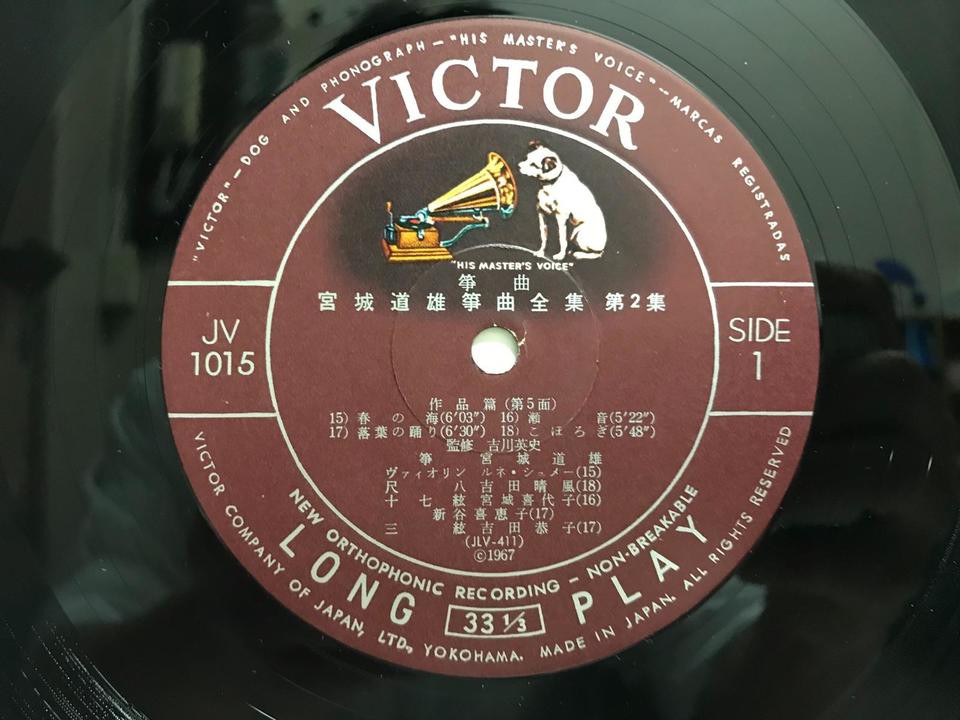 "VICTOR"—DOG AND PHONOGRAPH—"HIS MASTER'S VOICE"—MARCAS REGISTRADAS
VICTOR
"HIS MASTER'S VOICE"
箏 曲
宮城道雄箏曲全集 第2集
JV
1015
SIDE
1
作品篇(第5面)
15) 春の海(6′03″) 16) 瀬音(5′22″)
17) 落葉の踊り(6′30″) 18) こほろぎ(5′48″)
監修 吉川英史
箏 宮城道雄
ヴァィオリン ルネ・シュメー(15)
尺八 吉田晴風(18)
十七絃 宮城喜代子(16)
新谷喜恵子(17)
三絃 吉田恭子(17)
(JLV-411)
©1967
NEW ORTHOPHONIC RECORDING — NON-BREAKABLE
LONG PLAY
33 1/3
VICTOR COMPANY OF JAPAN, LTD., YOKOHAMA. MADE IN JAPAN. ALL RIGHTS RESERVED